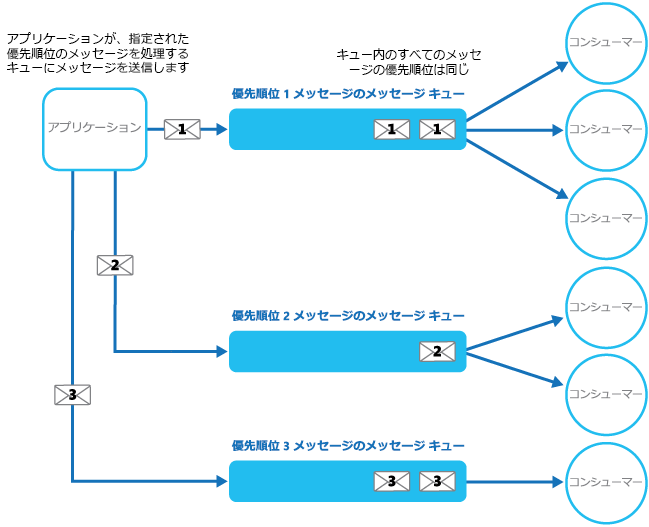 アプリケーションが、指定された
優先順位のメッセージを処理する
キューにメッセージを送信します
キュー内のすべてのメッセ
ージの優先順位は同じ
優先順位 1 メッセージのメッセージ キュー
アプリケーション
1
1
1
コンシューマー
コンシューマー
コンシューマー
2
優先順位 2 メッセージのメッセージ キュー
2
コンシューマー
コンシューマー
3
優先順位 3 メッセージのメッセージ キュー
3
3
コンシューマー